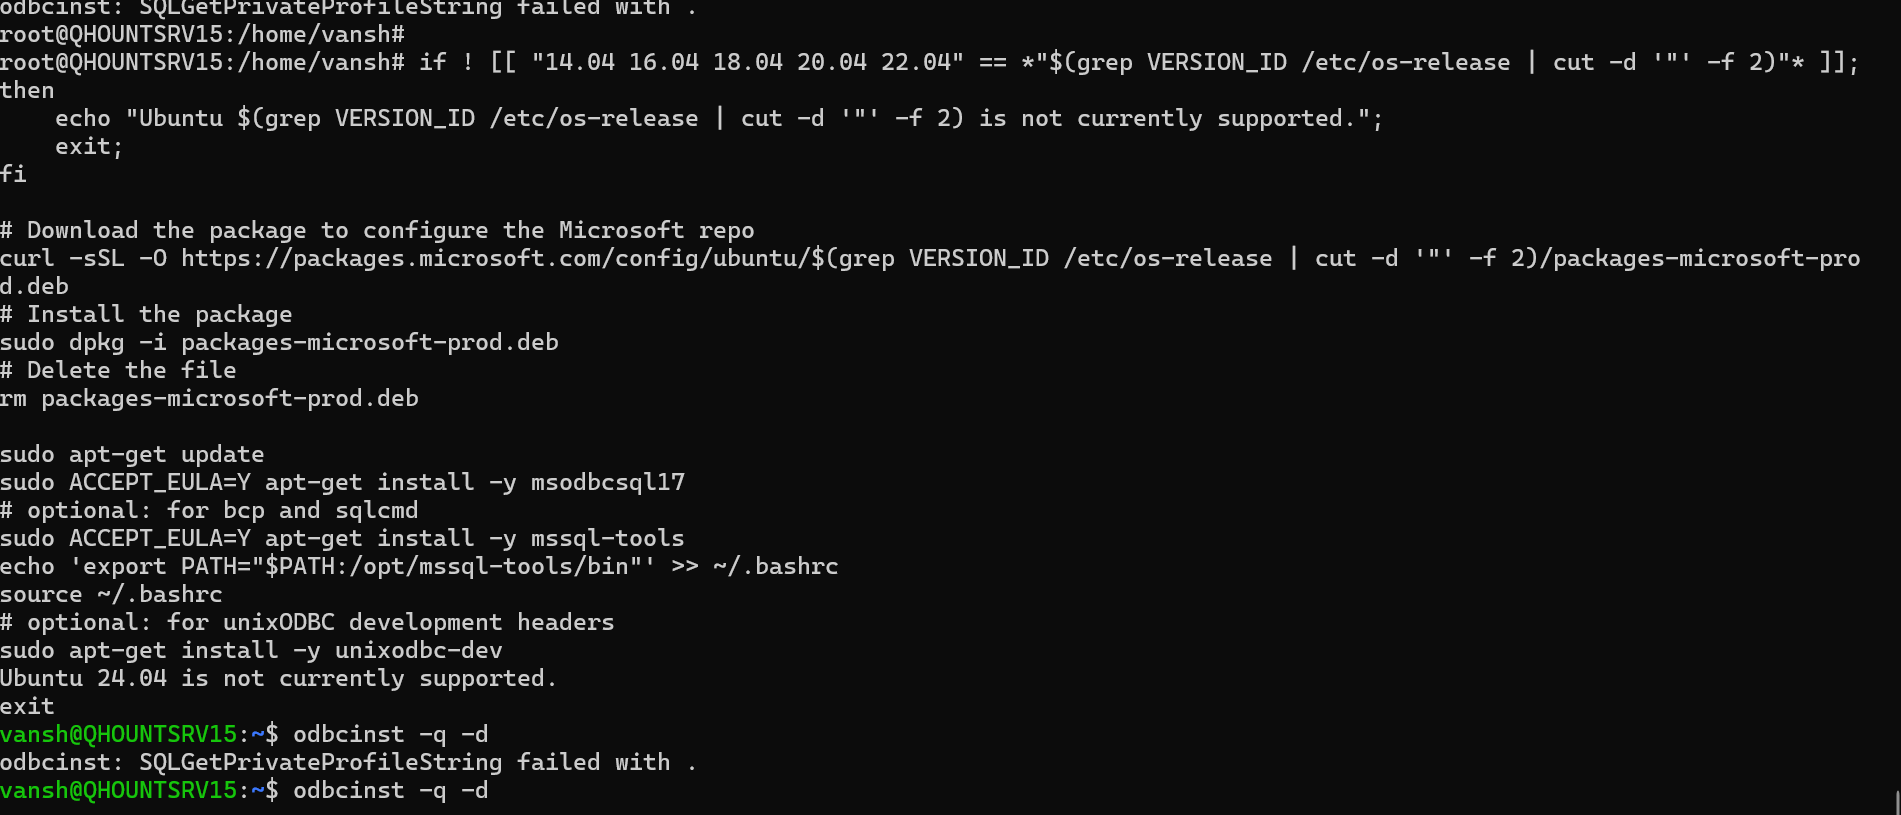 odbcinst: SQLGetPrivateProfileString failed with .
root@QHOUNTSRV15:/home/vansh#
root@QHOUNTSRV15:/home/vansh# if ! [[ "14.04 16.04 18.04 20.04 22.04" == *"$(grep VERSION_ID /etc/os-release | cut -d '"' -f 2)"* ]];
then
    echo "Ubuntu $(grep VERSION_ID /etc/os-release | cut -d '"' -f 2) is not currently supported.";
    exit;
fi

# Download the package to configure the Microsoft repo
curl -sSL -O https://packages.microsoft.com/config/ubuntu/$(grep VERSION_ID /etc/os-release | cut -d '"' -f 2)/packages-microsoft-pro
d.deb
# Install the package
sudo dpkg -i packages-microsoft-prod.deb
# Delete the file
rm packages-microsoft-prod.deb

sudo apt-get update
sudo ACCEPT_EULA=Y apt-get install -y msodbcsql17
# optional: for bcp and sqlcmd
sudo ACCEPT_EULA=Y apt-get install -y mssql-tools
echo 'export PATH="$PATH:/opt/mssql-tools/bin"' >> ~/.bashrc
source ~/.bashrc
# optional: for unixODBC development headers
sudo apt-get install -y unixodbc-dev
Ubuntu 24.04 is not currently supported.
exit
vansh@QHOUNTSRV15:~$ odbcinst -q -d
odbcinst: SQLGetPrivateProfileString failed with .
vansh@QHOUNTSRV15:~$ odbcinst -q -d